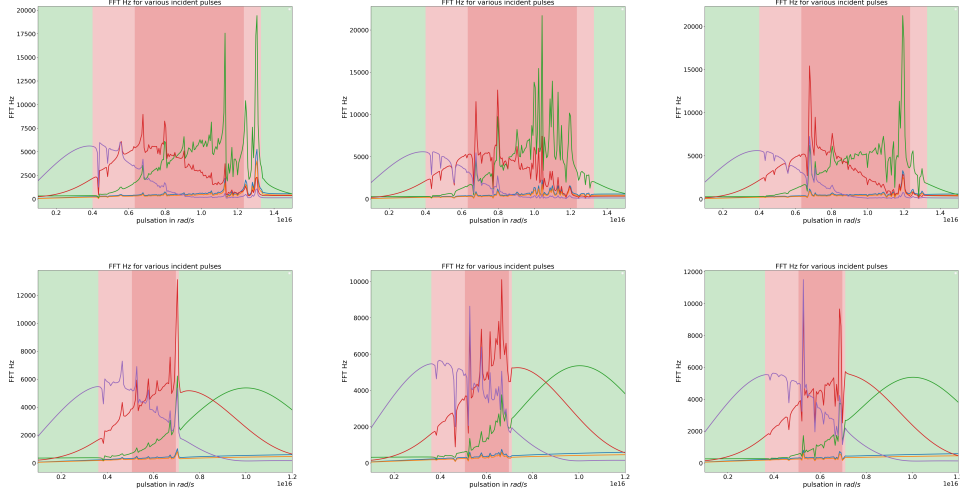 FFT Hz for various incident pulses FFT Hz for various incident pulses FFT Hz for various incident pulses
FFT Hz
20000
17500
15000
12500
10000
7500
5000
2500
0
0.2 0.4 0.6 0.8 1.0 1.2 1.4
1e16
pulsation in rad/s
FFT Hz
20000
15000
10000
5000
0
0.2 0.4 0.6 0.8 1.0 1.2 1.4
1e16
pulsation in rad/s
FFT Hz
20000
15000
10000
5000
0
0.2 0.4 0.6 0.8 1.0 1.2 1.4
1e16
pulsation in rad/s
FFT Hz for various incident pulses FFT Hz for various incident pulses FFT Hz for various incident pulses
FFT Hz
12000
10000
8000
6000
4000
2000
0
0.2 0.4 0.6 0.8 1.0 1.2
1e16
pulsation in rad/s
FFT Hz
10000
8000
6000
4000
2000
0
0.2 0.4 0.6 0.8 1.0 1.2
1e16
pulsation in rad/s
FFT Hz
12000
10000
8000
6000
4000
2000
0
0.2 0.4 0.6 0.8 1.0 1.2
1e16
pulsation in rad/s